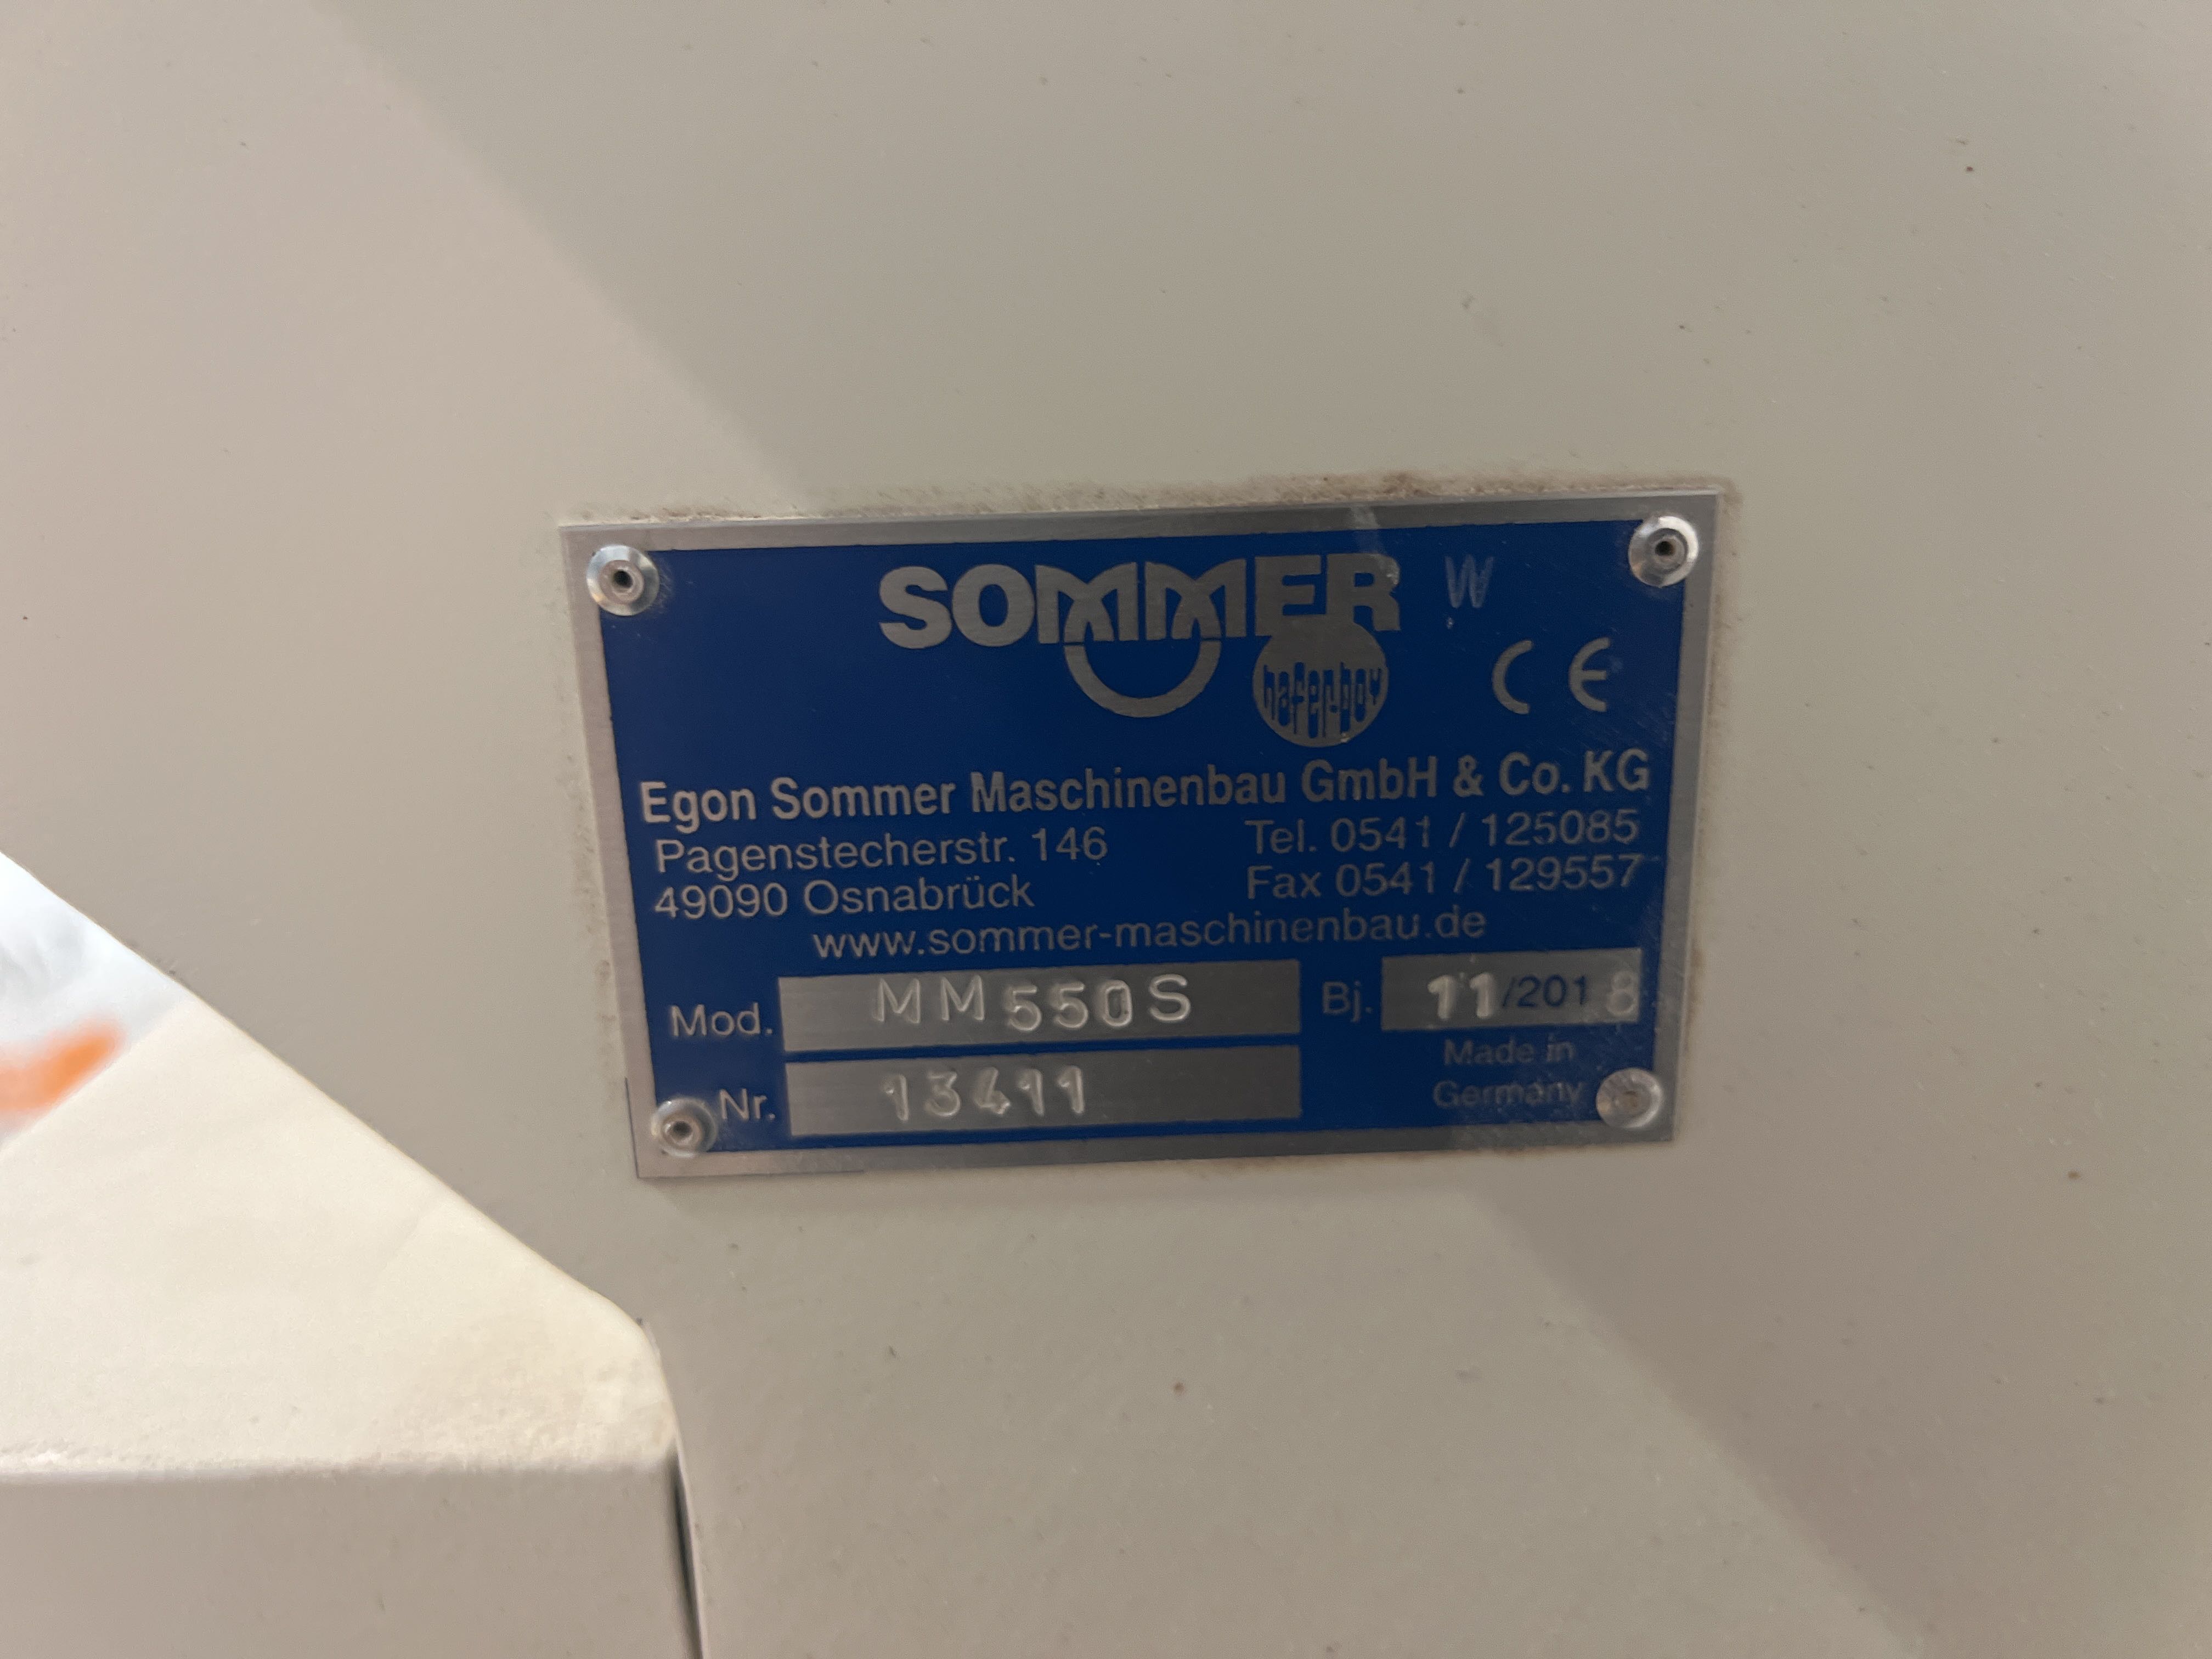 SOMMER W
hafer-boy
CE
Egon Sommer Maschinenbau GmbH & Co. KG
Pagenstecherstr. 146 Tel. 0541 / 125085
49090 Osnabrück Fax 0541 / 129557
www.sommer-maschinenbau.de
Mod. MM550S Bj. 11/2018
Nr. 13411 Made in
Germany